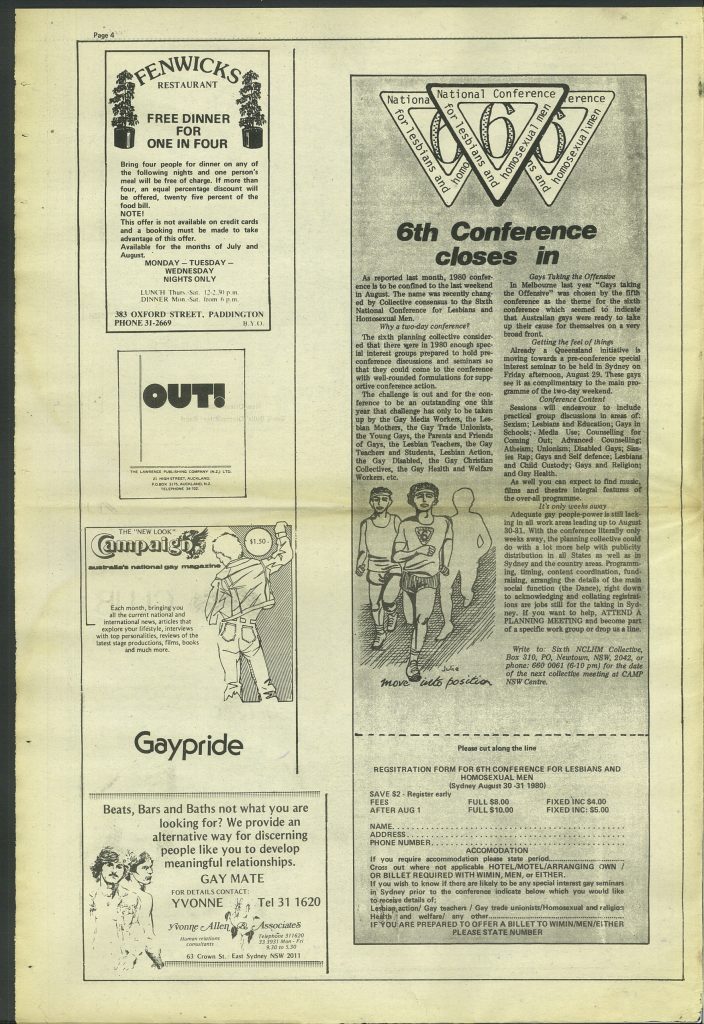 Page 4
FENWICKS
RESTAURANT
FREE DINNER
FOR
ONE IN FOUR
Bring four people for dinner on any of
the following nights and one person's
meal will be free of charge. If more than
four, an equal percentage discount will
be offered, twenty five percent of the
food bill.
NOTE!
This offer is not available on credit cards
and a booking must be made to take
advantage of this offer.
Available for the months of July and
August.
MONDAY – TUESDAY –
WEDNESDAY
NIGHTS ONLY
LUNCH Thurs.-Sat. 12-2.30 p.m.
DINNER Mon.-Sat. from 6 p.m.
383 OXFORD STREET, PADDINGTON
PHONE 31-2669 B.Y.O.
OUT!
THE LAWRENCE PUBLISHING COMPANY (N.Z.) LTD.
21 HIGH STREET, AUCKLAND.
P.O.BOX 3175, AUCKLAND, N.Z.
TELEPHONE
THE "NEW LOOK"
Campaign
$1.50
australia's national gay magazine
Each month, bringing you
all the current national and
international news, articles that
explore your lifestyle, interviews
with top personalities, reviews of the
latest stage productions, films, books
and much more.
Gaypride
Beats, Bars and Baths not what you are
looking for? We provide an
alternative way for discerning
people like you to develop
meaningful relationships.
GAY MATE
FOR DETAILS CONTACT:
YVONNE Tel 31 1620
Yvonne Allen & Associates
Human relations
consultants
Telephone 311620
33 3931 Mon - Fri
9.30 to 5.30
63 Crown St. East Sydney NSW 2011
National Conference
for lesbians and
homosexual men
6
6th Conference
closes in
As reported last month, 1980 confer-
ence is to be confined to the last weekend
in August. The name was recently chang-
ed by Collective consensus to the Sixth
National Conference for Lesbians and
Homosexual Men.
Why a two-day conference?
The sixth planning collective consider-
ed that there were in 1980 enough spec-
ial interest groups prepared to hold pre-
conference discussions and seminars so
that they could come to the conference
with well-rounded formulations for supp-
ortive conference action.
The challenge is out and for the con-
ference to be an outstanding one this
year that challenge has only to be taken
up by the Gay Media Workers, the Les-
bian Mothers, the Gay Trade Unionists,
the Young Gays, the Parents and Friends
of Gays, the Lesbian Teachers, the Gay
Teachers and Students, Lesbian Action,
the Gay Disabled, the Gay Christian
Collectives, the Gay Health and Welfare
Workers, etc.
Julie
move into position
Gays Taking the Offensive
In Melbourne last year "Gays taking
the Offensive" was chosen by the fifth
conference as the theme for the sixth
conference which seemed to indicate
that Australian gays were ready to take
up their cause for themselves on a very
broad front.
Getting the feel of things
Already a Queensland initiative is
moving towards a pre-conference special
interest seminar to be held in Sydney on
Friday afternoon, August 29. These gays
see it as complimentary to the main pro-
gramme of the two-day weekend.
Conference Content
Sessions will endeavour to include
practical group discussions in areas of:
Sexism; Lesbians and Education; Gays in
Schools; Media Use; Counselling for
Coming Out; Advanced Counselling;
Atheism; Unionism; Disabled Gays; Sis-
sies Rap; Gays and Self defence; Lesbians
and Child Custody; Gays and Religion;
and Gay Health.
As well you can expect to find music,
films and theatre integral features of
the over-all programme.
It's only weeks away
Adequate gay people-power is still lack-
ing in all work areas leading up to August
30-31. With the conference literally only
weeks away, the planning collective could
do with a lot more help with publicity
distribution in all States as well as in
Sydney and the country areas. Program-
ming, timing, content coordination, fund-
raising, arranging the details of the main
social function (the Dance), right down
to acknowledging and collating registrat-
ions are jobs still for the taking in Syd-
ney. If you want to help, ATTEND A
PLANNING MEETING and become part
of a specific work group or drop us a line.
Write to: Sixth NCLHM Collective,
Box 310, PO, Newtown, NSW, 2042, or
phone: 660 0061 (6-10 pm) for the date
of the next collective meeting at CAMP
NSW Centre.
Please cut along the line
REGSITRATION FORM FOR 6TH CONFERENCE FOR LESBIANS AND
HOMOSEXUAL MEN
(Sydney August 30 -31 1980)
SAVE $2 - Register early
FEES FULL $8.00 FIXED INC $4.00
AFTER AUG 1 FULL $10.00 FIXED INC: $5.00
NAME
ADDRESS
PHONE NUMBER
ACCOMODATION
If you require accommodation please state period
Cross out where not applicable HOTEL/MOTEL/ARRANGING OWN /
OR BILLET REQUIRED WITH WIMIN, MEN, or EITHER.
If you wish to know if there are likely to be any special interest gay seminars
in Sydney prior to the conference indicate below which you would like
to receive details of;
Lesbian action/ Gay teachers / Gay trade unionists/Homosexual and religion
Health and welfare/ any other
IF YOU ARE PREPARED TO OFFER A BILLET TO WIMIN/MEN/EITHER
PLEASE STATE NUMBER